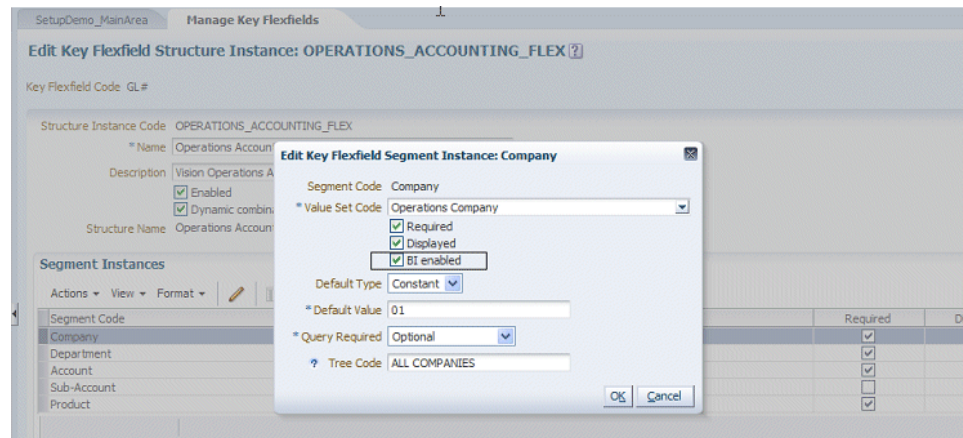 SetupDemo_MainArea Manage Key Flexfields
Edit Key Flexfield Structure Instance: OPERATIONS_ACCOUNTING_FLEX
Key Flexfield Code GL#
Structure Instance Code OPERATIONS_ACCOUNTING_FLEX
* Name Operations Accoun
Description Vision Operations A
Enabled
Dynamic combina
Structure Name Operations Accoun
Edit Key Flexfield Segment Instance: Company
Segment Code Company
* Value Set Code Operations Company
Required
Displayed
BI enabled
Default Type Constant
* Default Value 01
* Query Required Optional
? Tree Code ALL COMPANIES
OK Cancel
Segment Instances
Actions View Format
Segment Code Required D
Company
Department
Account
Sub-Account
Product